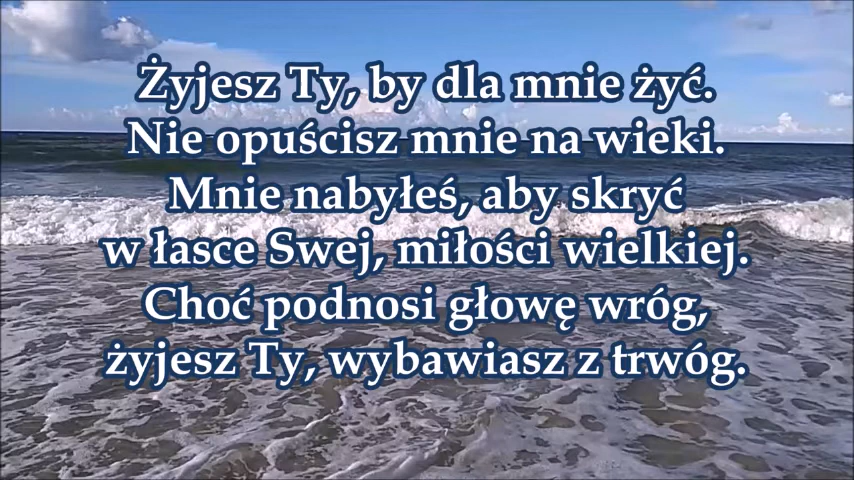 Żyjesz Ty, by dla mnie żyć.
Nie opuścisz mnie na wieki.
Mnie nabyłeś, aby skryć
w łasce Swej, miłości wielkiej.
Choć podnosi głowę wróg,
żyjesz Ty, wybawiasz z trwóg.